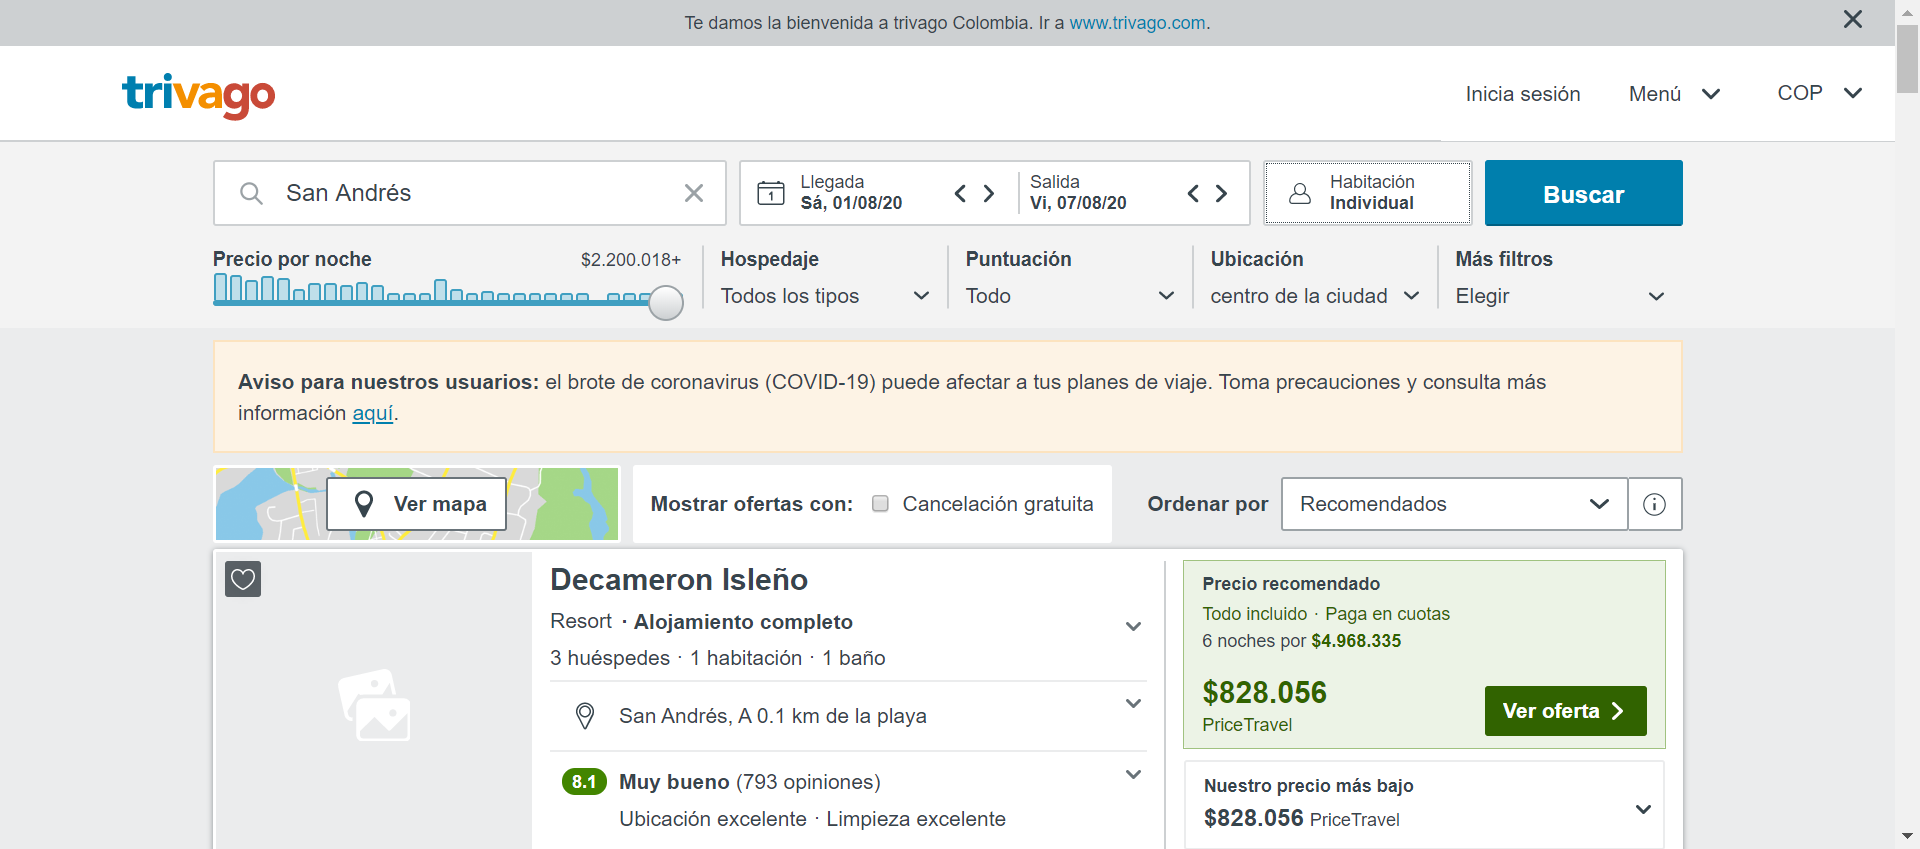 Te damos la bienvenida a trivago Colombia. Ir a www.trivago.com.
trivago
Inicia sesión
Menú
COP
San Andrés
1
Llegada
Sá, 01/08/20
Salida
Vi, 07/08/20
Habitación
Individual
Buscar
Precio por noche
$2.200.018+
Hospedaje
Todos los tipos
Puntuación
Todo
Ubicación
centro de la ciudad
Más filtros
Elegir
Aviso para nuestros usuarios: el brote de coronavirus (COVID-19) puede afectar a tus planes de viaje. Toma precauciones y consulta más
información aquí.
Ver mapa
Mostrar ofertas con:
Cancelación gratuita
Ordenar por
Recomendados
Decameron Isleño
Resort · Alojamiento completo
3 huéspedes · 1 habitación · 1 baño
San Andrés, A 0.1 km de la playa
8.1 Muy bueno (793 opiniones)
Ubicación excelente · Limpieza excelente
Precio recomendado
Todo incluido · Paga en cuotas
6 noches por $4.968.335
$828.056
PriceTravel
Ver oferta
Nuestro precio más bajo
$828.056 PriceTravel